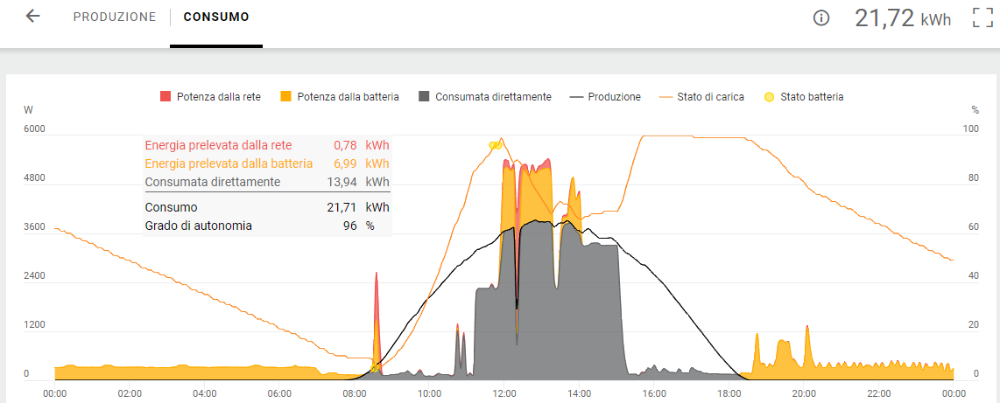 PRODUZIONE CONSUMO 21,72 kWh
Potenza dalla rete Potenza dalla batteria Consumata direttamente Produzione Stato di carica Stato batteria
W %
6000 100
4800 80
3600 60
2400 40
1200 20
0 0
Energia prelevata dalla rete 0,78 kWh
Energia prelevata dalla batteria 6,99 kWh
Consumata direttamente 13,94 kWh
Consumo 21,71 kWh
Grado di autonomia 96 %
00:00 02:00 04:00 06:00 08:00 10:00 12:00 14:00 16:00 18:00 20:00 22:00 00:00